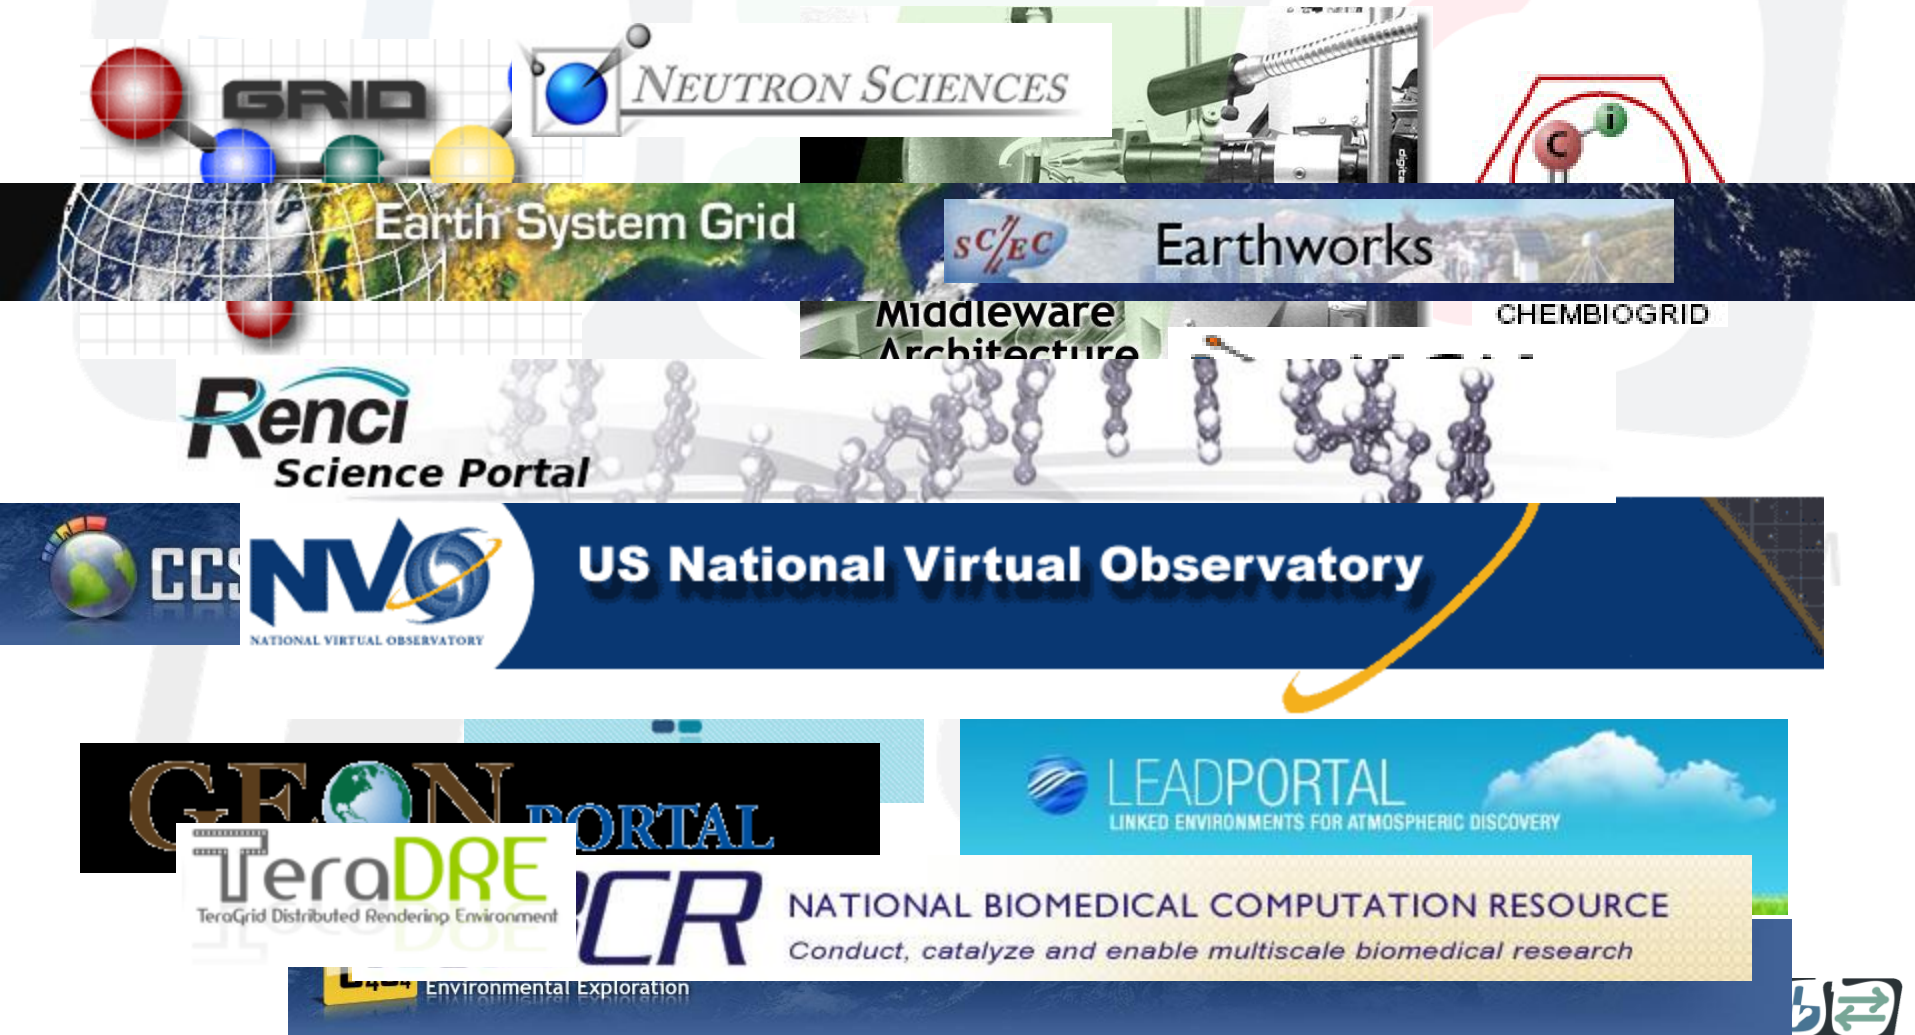 GRID
NEUTRON SCIENCES
digita
C
i
Earth System Grid
SC/EC
Earthworks
Middleware
Architecture
CHEMBIOGRID
Renci
Science Portal
CCS
NVO
NATIONAL VIRTUAL OBSERVATORY
US National Virtual Observatory
GEON
PORTAL
LEADPORTAL
LINKED ENVIRONMENTS FOR ATMOSPHERIC DISCOVERY
TeraDRE
TeraGrid Distributed Rendering Environment
CR
NATIONAL BIOMEDICAL COMPUTATION RESOURCE
Conduct, catalyze and enable multiscale biomedical research
Environmental Exploration